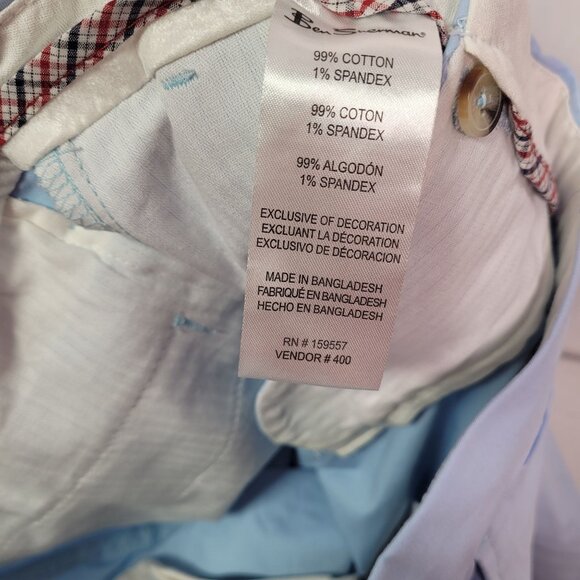 Ben Sherman®
99% COTTON
1% SPANDEX
99% COTON
1% SPANDEX
99% ALGODÓN
1% SPANDEX
EXCLUSIVE OF DECORATION
EXCLUANT LA DÉCORATION
EXCLUSIVO DE DECORACIÓN
MADE IN BANGLADESH
FABRIQUÉ EN BANGLADESH
HECHO EN BANGLADESH
RN # 159557
VENDOR # 400